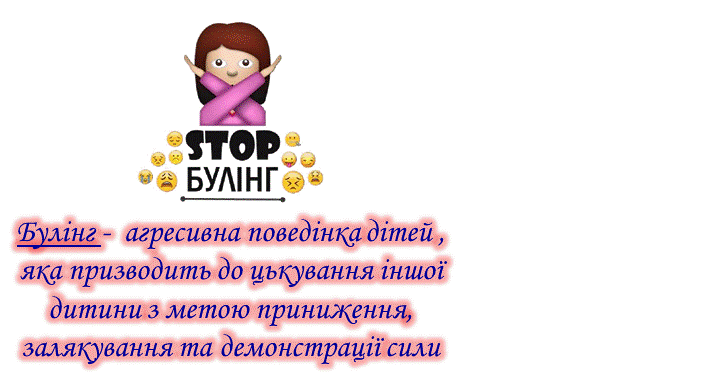 STOP
БУЛІНГ
Булінг - агресивна поведінка дітей ,
яка призводить до цькування іншої
дитини з метою приниження,
залякування та демонстрації сили